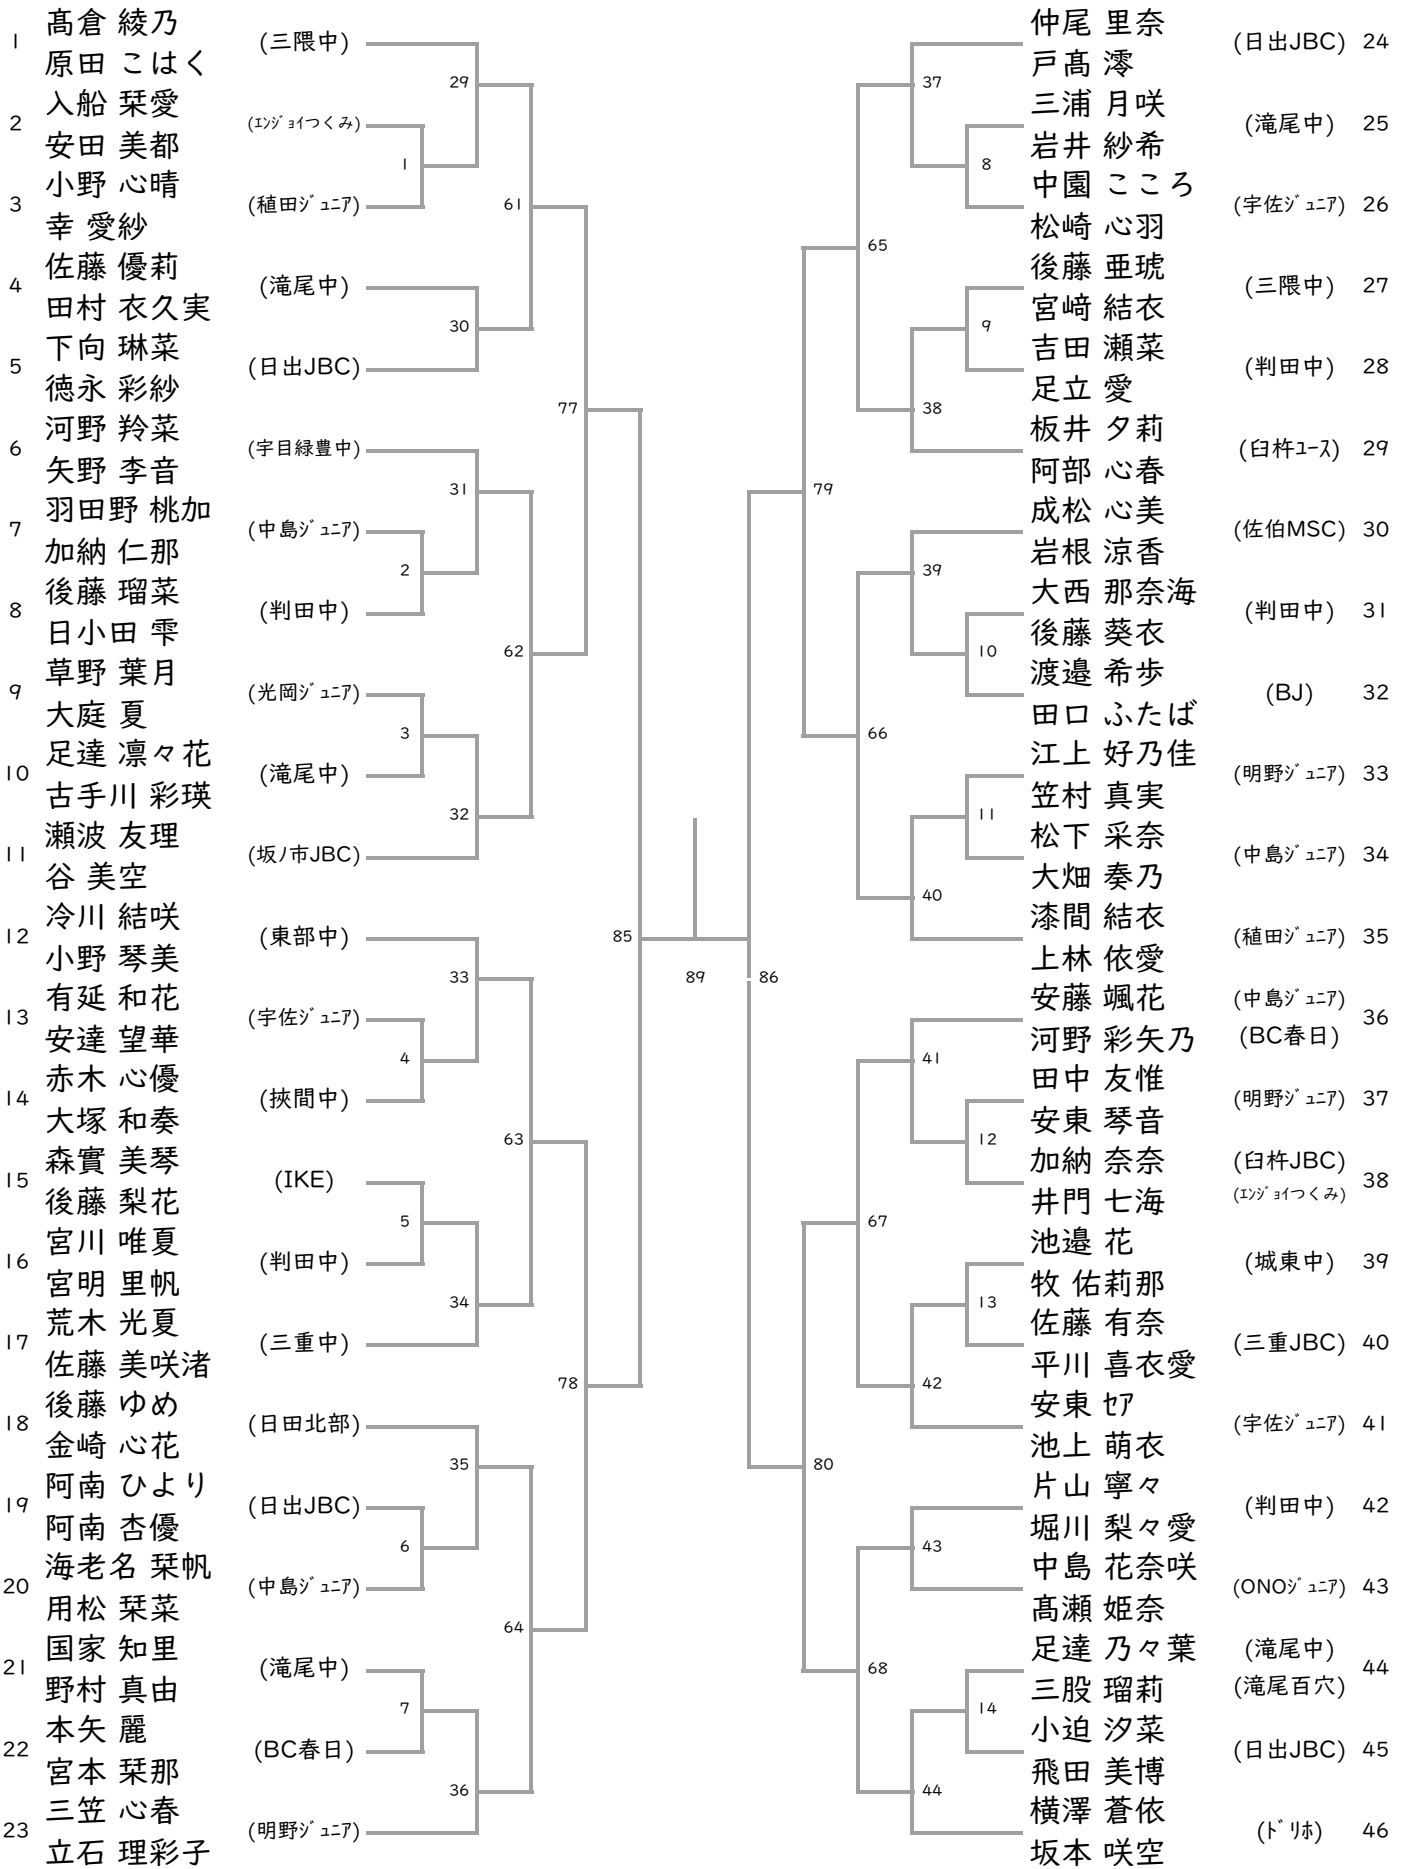 髙倉 綾乃
1 (三隈中)
原田 こはく
入船 栞愛
2 (ｴﾝｼﾞｮｲつくみ)
安田 美都
小野 心晴
3 (稙田ｼﾞｭﾆｱ)
幸 愛紗
佐藤 優莉
4 (滝尾中)
田村 衣久実
下向 琳菜
5 (日出JBC)
徳永 彩紗
河野 羚菜
6 (宇目緑豊中)
矢野 李音
羽田野 桃加
7 (中島ｼﾞｭﾆｱ)
加納 仁那
後藤 瑠菜
8 (判田中)
日小田 雫
草野 葉月
9 (光岡ｼﾞｭﾆｱ)
大庭 夏
足達 凛々花
10 (滝尾中)
古手川 彩瑛
瀬波 友理
11 (坂ﾉ市JBC)
谷 美空
冷川 結咲
12 (東部中)
小野 琴美
有延 和花
13 (宇佐ｼﾞｭﾆｱ)
安達 望華
赤木 心優
14 (挾間中)
大塚 和奏
森實 美琴
15 (IKE)
後藤 梨花
宮川 唯夏
16 (判田中)
宮明 里帆
荒木 光夏
17 (三重中)
佐藤 美咲渚
後藤 ゆめ
18 (日田北部)
金崎 心花
阿南 ひより
19 (日出JBC)
阿南 杏優
海老名 栞帆
20 (中島ｼﾞｭﾆｱ)
用松 栞菜
国家 知里
21 (滝尾中)
野村 真由
本矢 麗
22 (BC春日)
宮本 栞那
三笠 心春
23 (明野ｼﾞｭﾆｱ)
立石 理彩子
29
1
61
30
77
31
2
62
3
32
85
33
4
63
5
34
78
35
6
64
7
36
89
86
37
8
65
9
38
79
39
10
66
11
40
41
12
67
13
42
80
43
68
14
44
仲尾 里奈
(日出JBC) 24
戸髙 澪
三浦 月咲
(滝尾中) 25
岩井 紗希
中園 こころ
(宇佐ｼﾞｭﾆｱ) 26
松崎 心羽
後藤 亜琥
(三隈中) 27
宮﨑 結衣
吉田 瀬菜
(判田中) 28
足立 愛
板井 夕莉
(臼杵ﾕｰｽ) 29
阿部 心春
成松 心美
(佐伯MSC) 30
岩根 涼香
大西 那奈海
(判田中) 31
後藤 葵衣
渡邉 希歩
(BJ) 32
田口 ふたば
江上 好乃佳
(明野ｼﾞｭﾆｱ) 33
笠村 真実
松下 采奈
(中島ｼﾞｭﾆｱ) 34
大畑 奏乃
漆間 結衣
(稙田ｼﾞｭﾆｱ) 35
上林 依愛
安藤 颯花 (中島ｼﾞｭﾆｱ)
36
河野 彩矢乃 (BC春日)
田中 友惟
(明野ｼﾞｭﾆｱ) 37
安東 琴音
加納 奈奈 (臼杵JBC)
38
井門 七海 (ｴﾝｼﾞｮｲつくみ)
池邉 花
(城東中) 39
牧 佑莉那
佐藤 有奈
(三重JBC) 40
平川 喜衣愛
安東 ｾｱ
(宇佐ｼﾞｭﾆｱ) 41
池上 萌衣
片山 寧々
(判田中) 42
堀川 梨々愛
中島 花奈咲
(ONOｼﾞｭﾆｱ) 43
髙瀬 姫奈
足達 乃々葉 (滝尾中)
44
三股 瑠莉 (滝尾百穴)
小迫 汐菜
(日出JBC) 45
飛田 美博
横澤 蒼依
(ﾄﾞﾘﾎ) 46
坂本 咲空